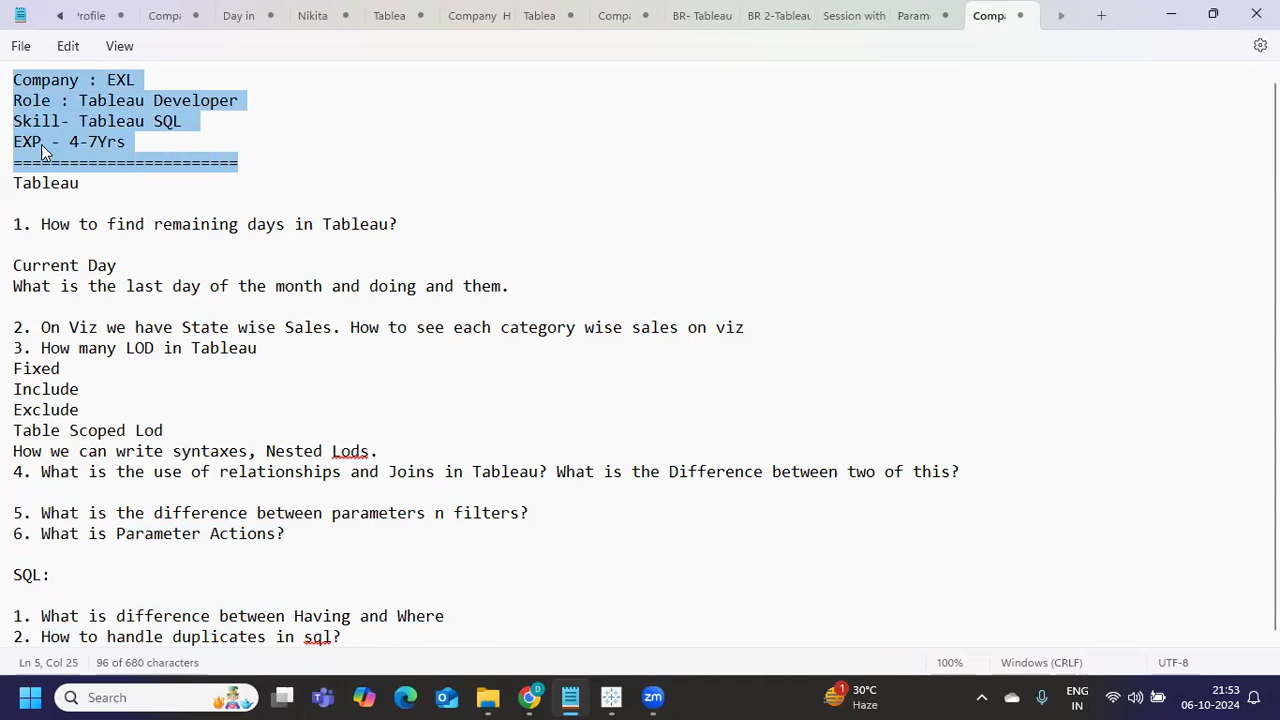 rofile
Compa
Day in
Nikita
Tablea
Company H
Tablea
Compa
BR- Tableau
BR 2-Tableau
Session with
Param
Compa
File
Edit
View
Company : EXL
Role : Tableau Developer
Skill- Tableau SQL
EXP - 4-7Yrs
========================
Tableau
1. How to find remaining days in Tableau?
Current Day
What is the last day of the month and doing and them.
2. On Viz we have State wise Sales. How to see each category wise sales on viz
3. How many LOD in Tableau
Fixed
Include
Exclude
Table Scoped Lod
How we can write syntaxes, Nested Lods.
4. What is the use of relationships and Joins in Tableau? What is the Difference between two of this?
5. What is the difference between parameters n filters?
6. What is Parameter Actions?
SQL:
1. What is difference between Having and Where
2. How to handle duplicates in sql?
Ln 5, Col 25
96 of 680 characters
100%
Windows (CRLF)
UTF-8
Search
zm
1
30°C
Haze
ENG
IN
21:53
06-10-2024